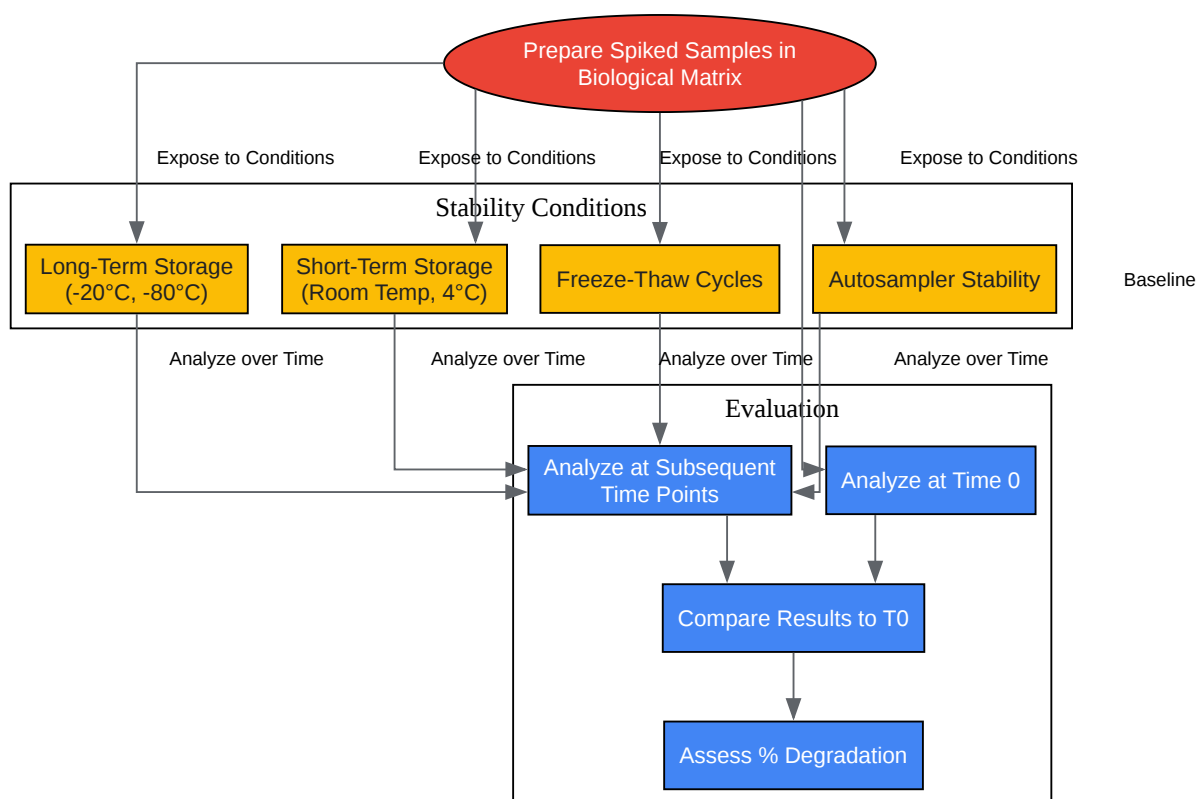 Prepare Spiked Samples in
Biological Matrix
Expose to Conditions
Expose to Conditions
Expose to Conditions
Expose to Conditions
Stability Conditions
Long-Term Storage
(-20°C, -80°C)
Short-Term Storage
(Room Temp, 4°C)
Freeze-Thaw Cycles
Autosampler Stability
Baseline
Analyze over Time
Analyze over Time
Analyze over Time
Analyze over Time
Evaluation
Analyze at Subsequent
Time Points
Analyze at Time 0
Compare Results to T0
Assess % Degradation